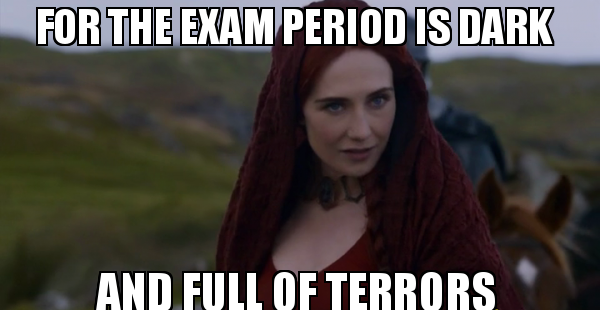 FOR THE EXAM PERIOD IS DARK
AND FULL OF TERRORS